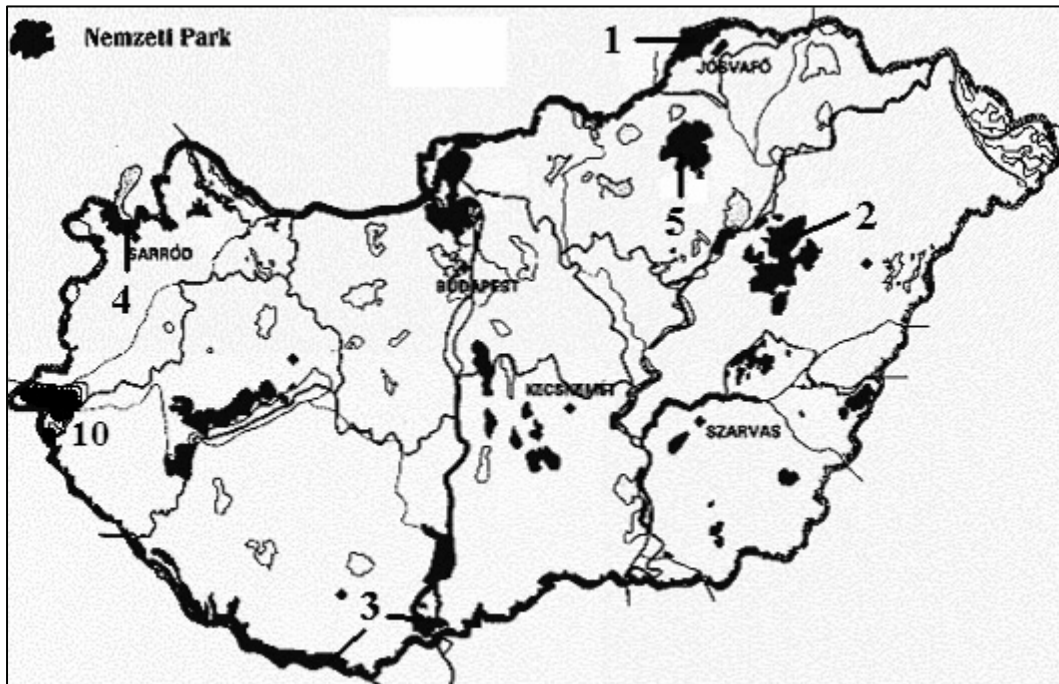 Nemzeti Park
1
JÓSVAFŐ
5
2
SARRÓD
4
BUDAPEST
KECSKEMÉT
10
SZARVAS
3